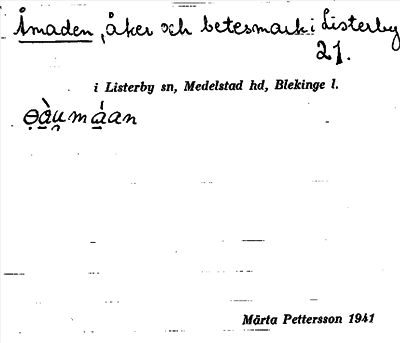 Åmaden, åker och betesmark i Listerby
21.
i Listerby sn, Medelstad hd, Blekinge l.
Märta Pettersson 1941